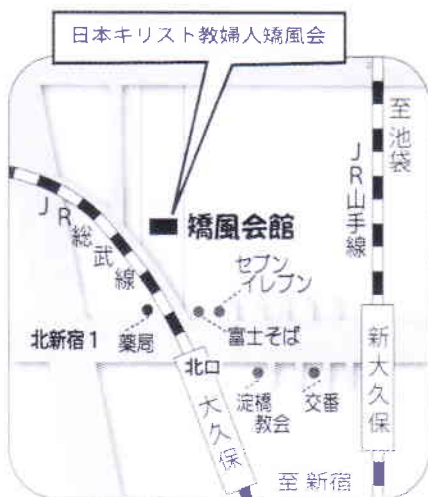 日本キリスト教婦人矯風会
至池袋
JR山手線
JR総武線
矯風会館
セブン
イレブン
北新宿1
薬局
富士そば
北口
大久保
淀橋
教会
交番
新大久保
至 新宿